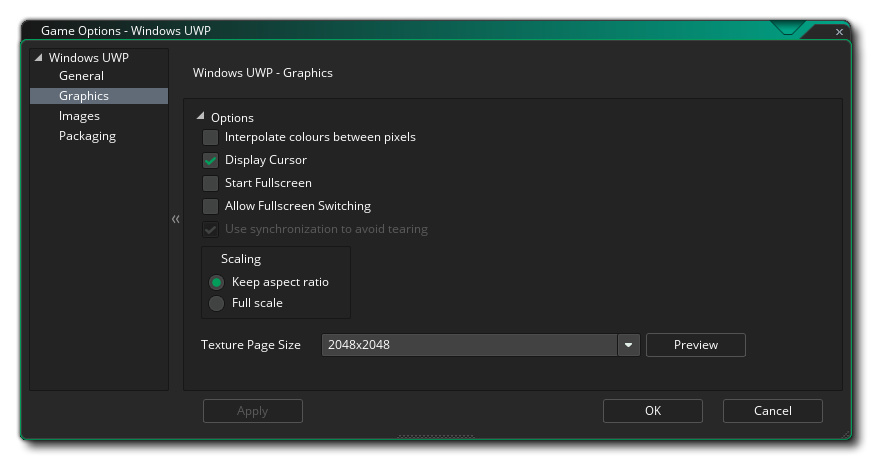 Game Options - Windows UWP
Windows UWP
General
Graphics
Images
Packaging
Windows UWP - Graphics
Options
Interpolate colours between pixels
Display Cursor
Start Fullscreen
Allow Fullscreen Switching
Use synchronization to avoid tearing
Scaling
Keep aspect ratio
Full scale
Texture Page Size 2048x2048 Preview
Apply OK Cancel